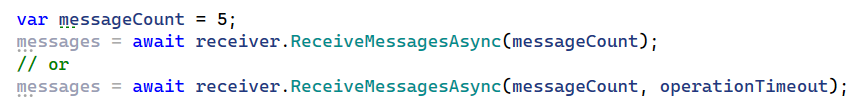 var messageCount = 5;
messages = await receiver.ReceiveMessagesAsync(messageCount);
// or
messages = await receiver.ReceiveMessagesAsync(messageCount, operationTimeout);